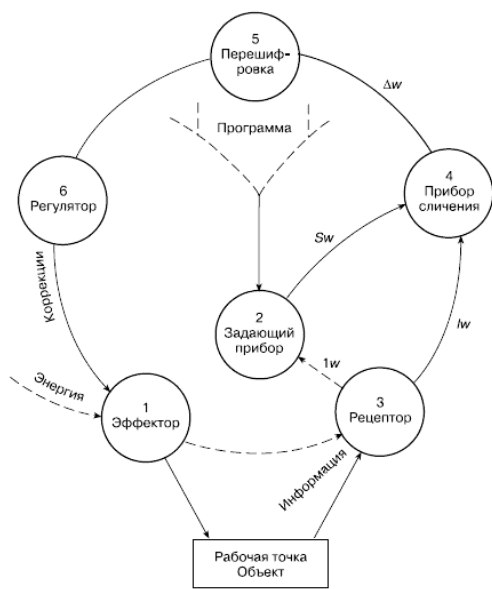 5
Перешиф-
ровка
Δw
Программа
4
Прибор
сличения
6
Регулятор
Sw
Коррекции
2
Задающий
прибор
Iw
1w
Энергия
1
Эффектор
3
Рецептор
Информация
Рабочая точка
Объект